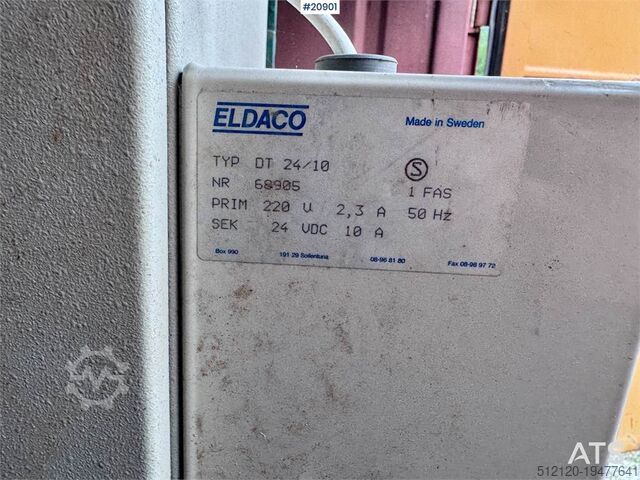 #20901
ELDACO
Made in Sweden
TYP DT 24/10
S
NR 68905
1 FAS
PRIM 220 V 2,3 A 50 Hz
SEK 24 VDC 10 A
Box 990 191 29 Sollentuna 08-96 81 80 Fax 08-96 97 72
ATS
512120-19477641